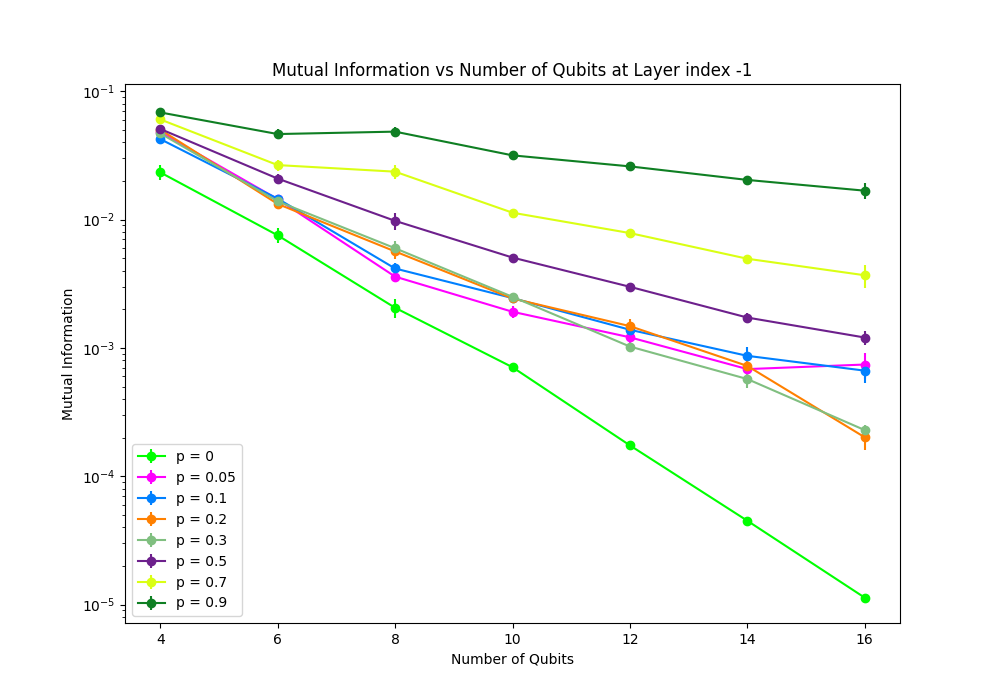 Mutual Information vs Number of Qubits at Layer index -1
Mutual Information
10⁻¹
10⁻²
10⁻³
10⁻⁴
10⁻⁵
p = 0
p = 0.05
p = 0.1
p = 0.2
p = 0.3
p = 0.5
p = 0.7
p = 0.9
4 6 8 10 12 14 16
Number of Qubits